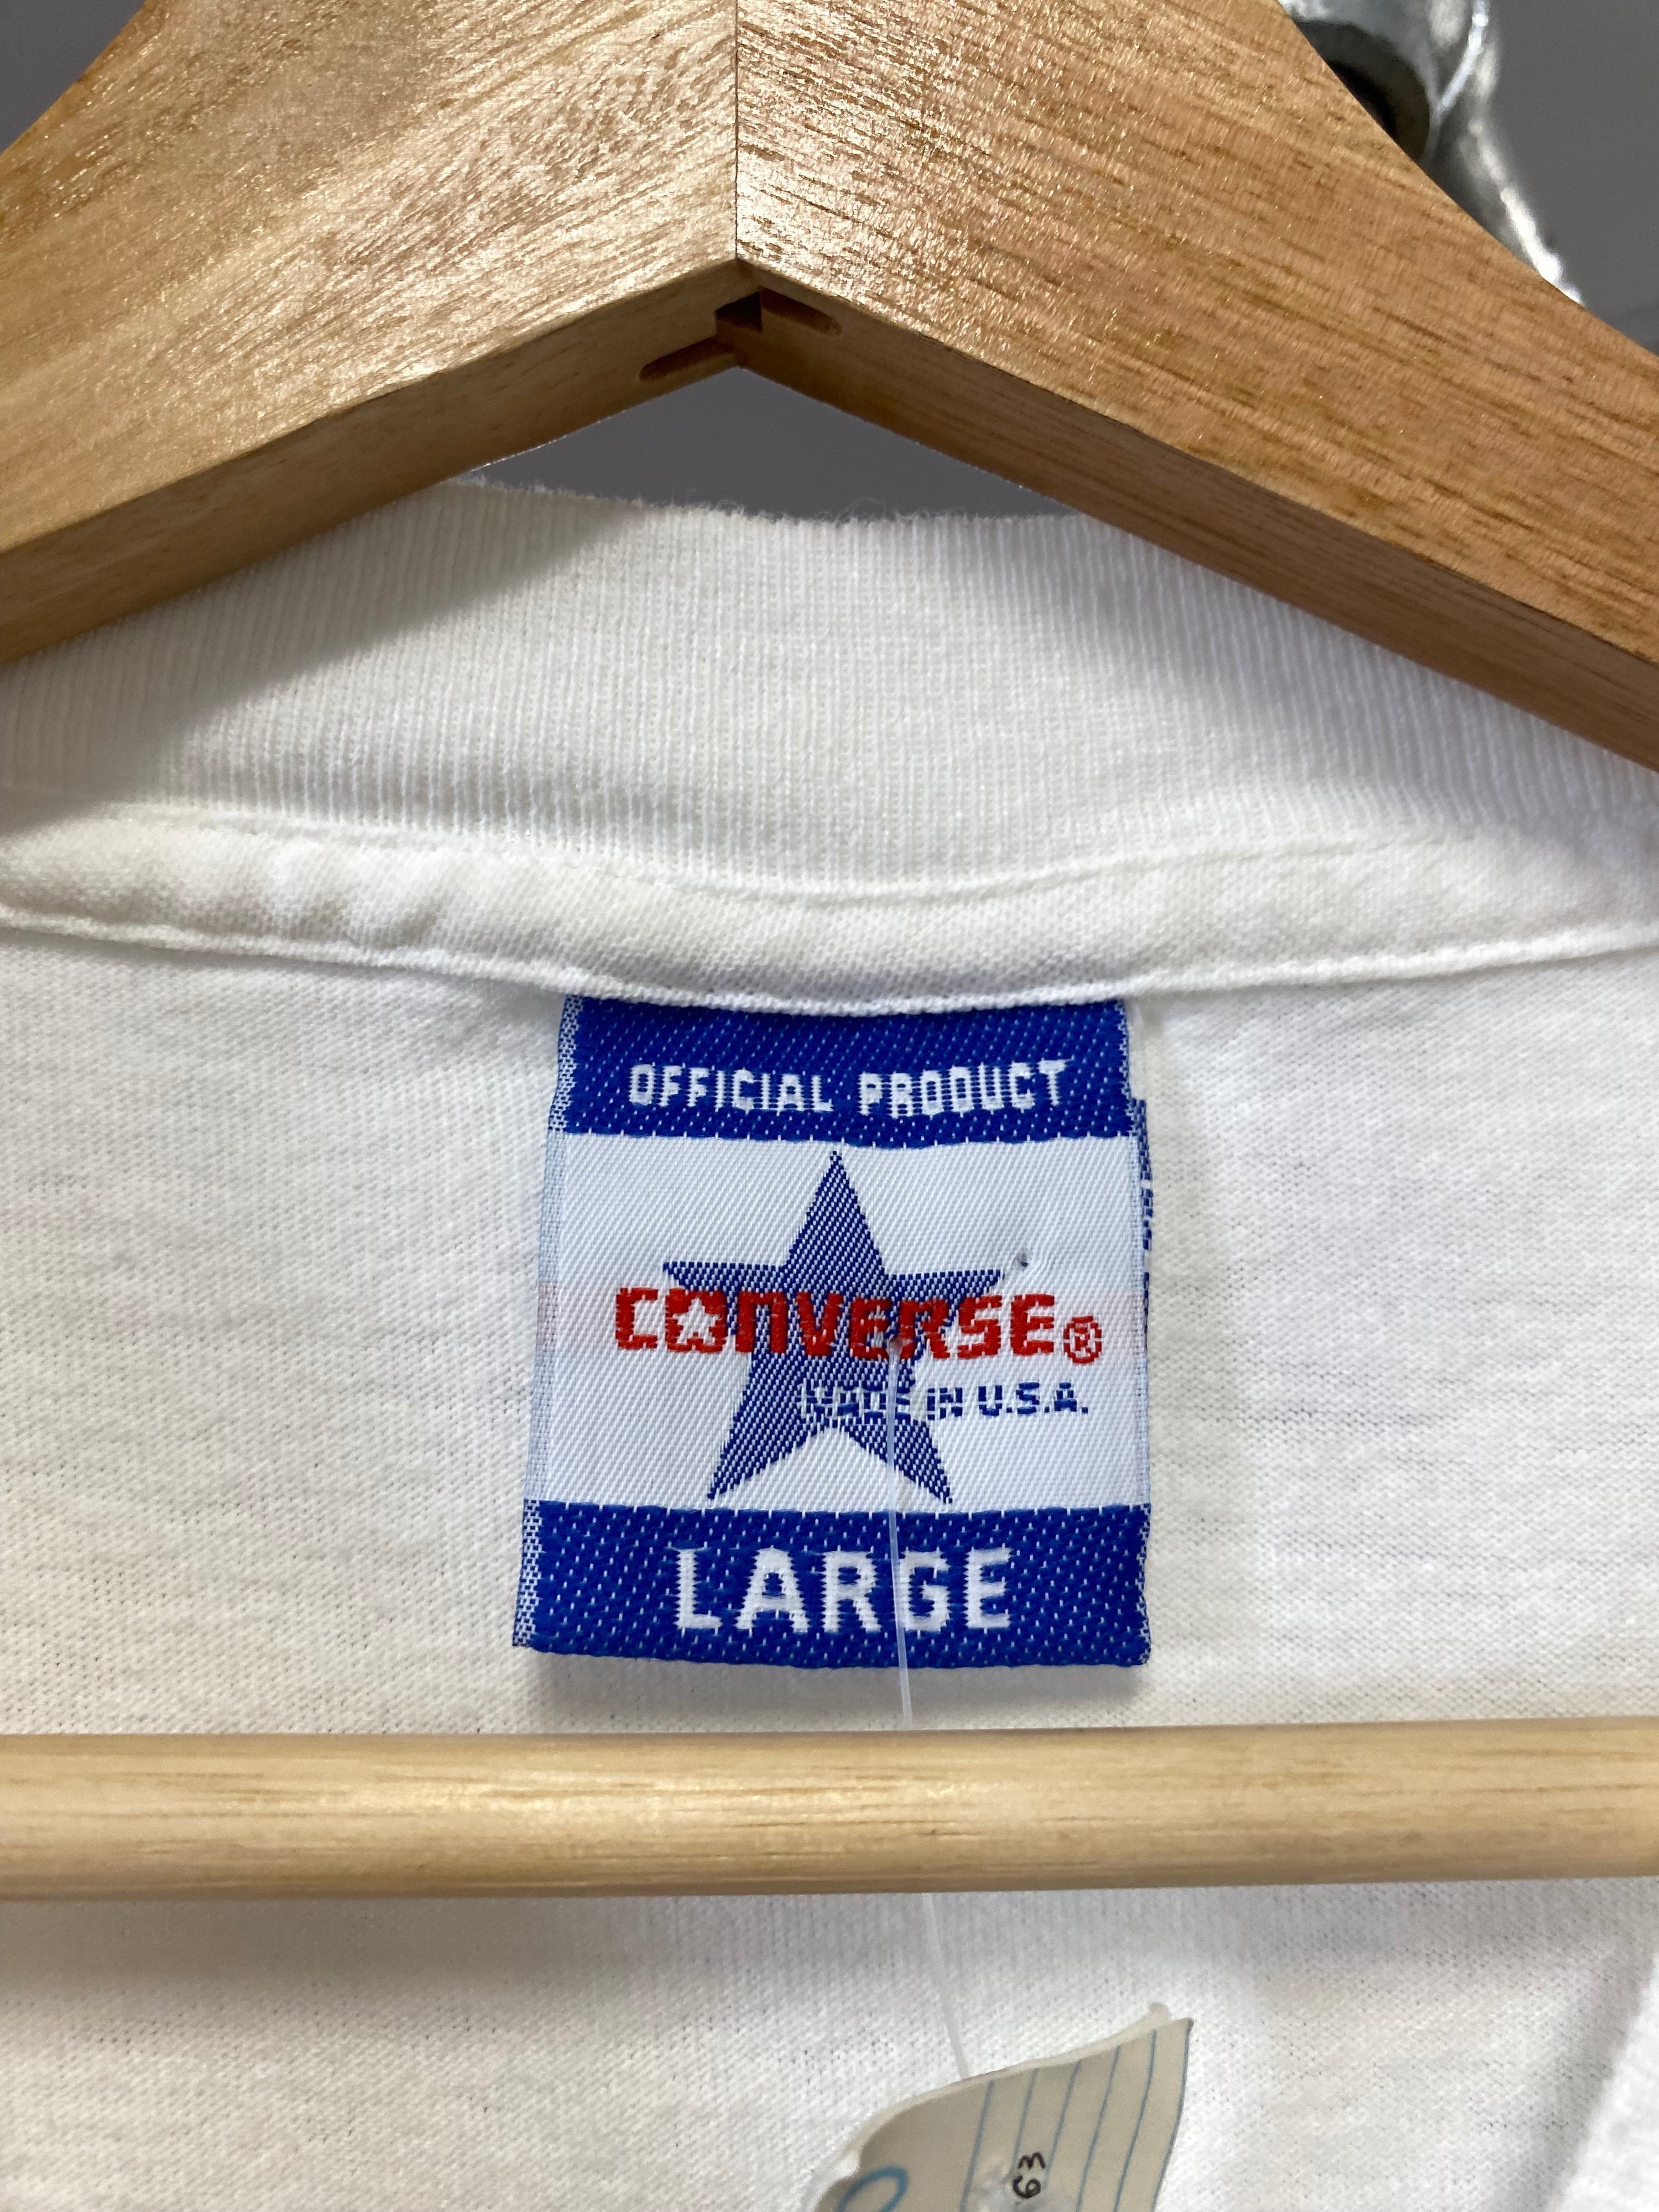 OFFICIAL PRODUCT
CONVERSE®
MADE IN U.S.A.
LARGE